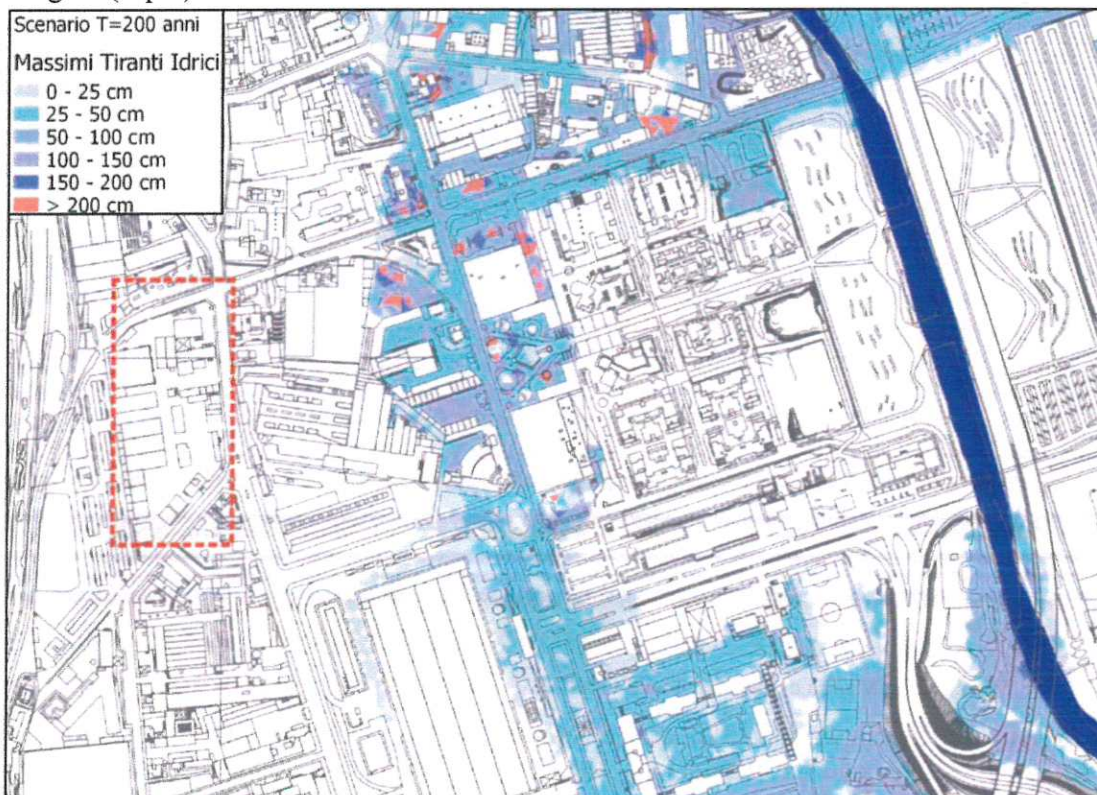 Scenario T=200 anni
Massimi Tiranti Idrici
0 - 25 cm
25 - 50 cm
50 - 100 cm
100 - 150 cm
150 - 200 cm
> 200 cm